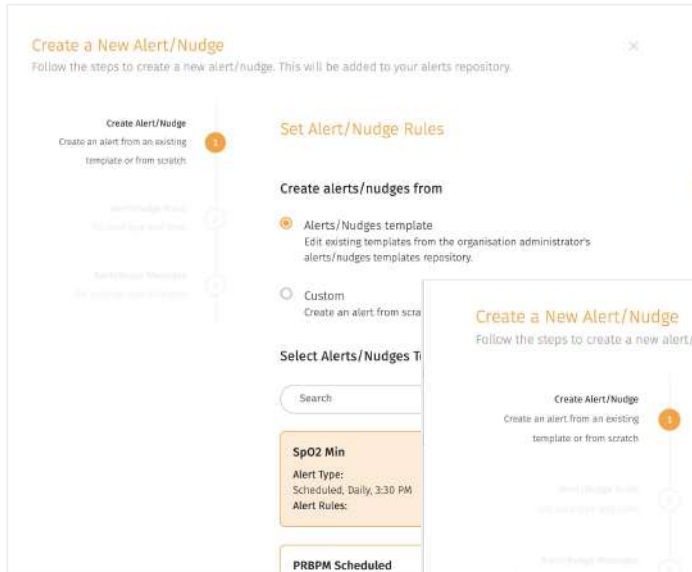 Create a New Alert/Nudge
Follow the steps to create a new alert/nudge. This will be added to your alerts repository.
Create Alert/Nudge
Create an alert from an existing
template or from scratch
1
Set Alert/Nudge Rules
Create alerts/nudges from
Alerts/Nudges template
Edit existing templates from the organisation administrator's
alerts/nudges templates repository.
Custom
Create an alert from scra
Select Alerts/Nudges T
Search
SpO2 Min
Alert Type:
Scheduled, Daily, 3:30 PM
Alert Rules:
PRBPM Scheduled
Create a New Alert/Nudge
Follow the steps to create a new alert/
Create Alert/Nudge
Create an alert from an existing
template or from scratch
1